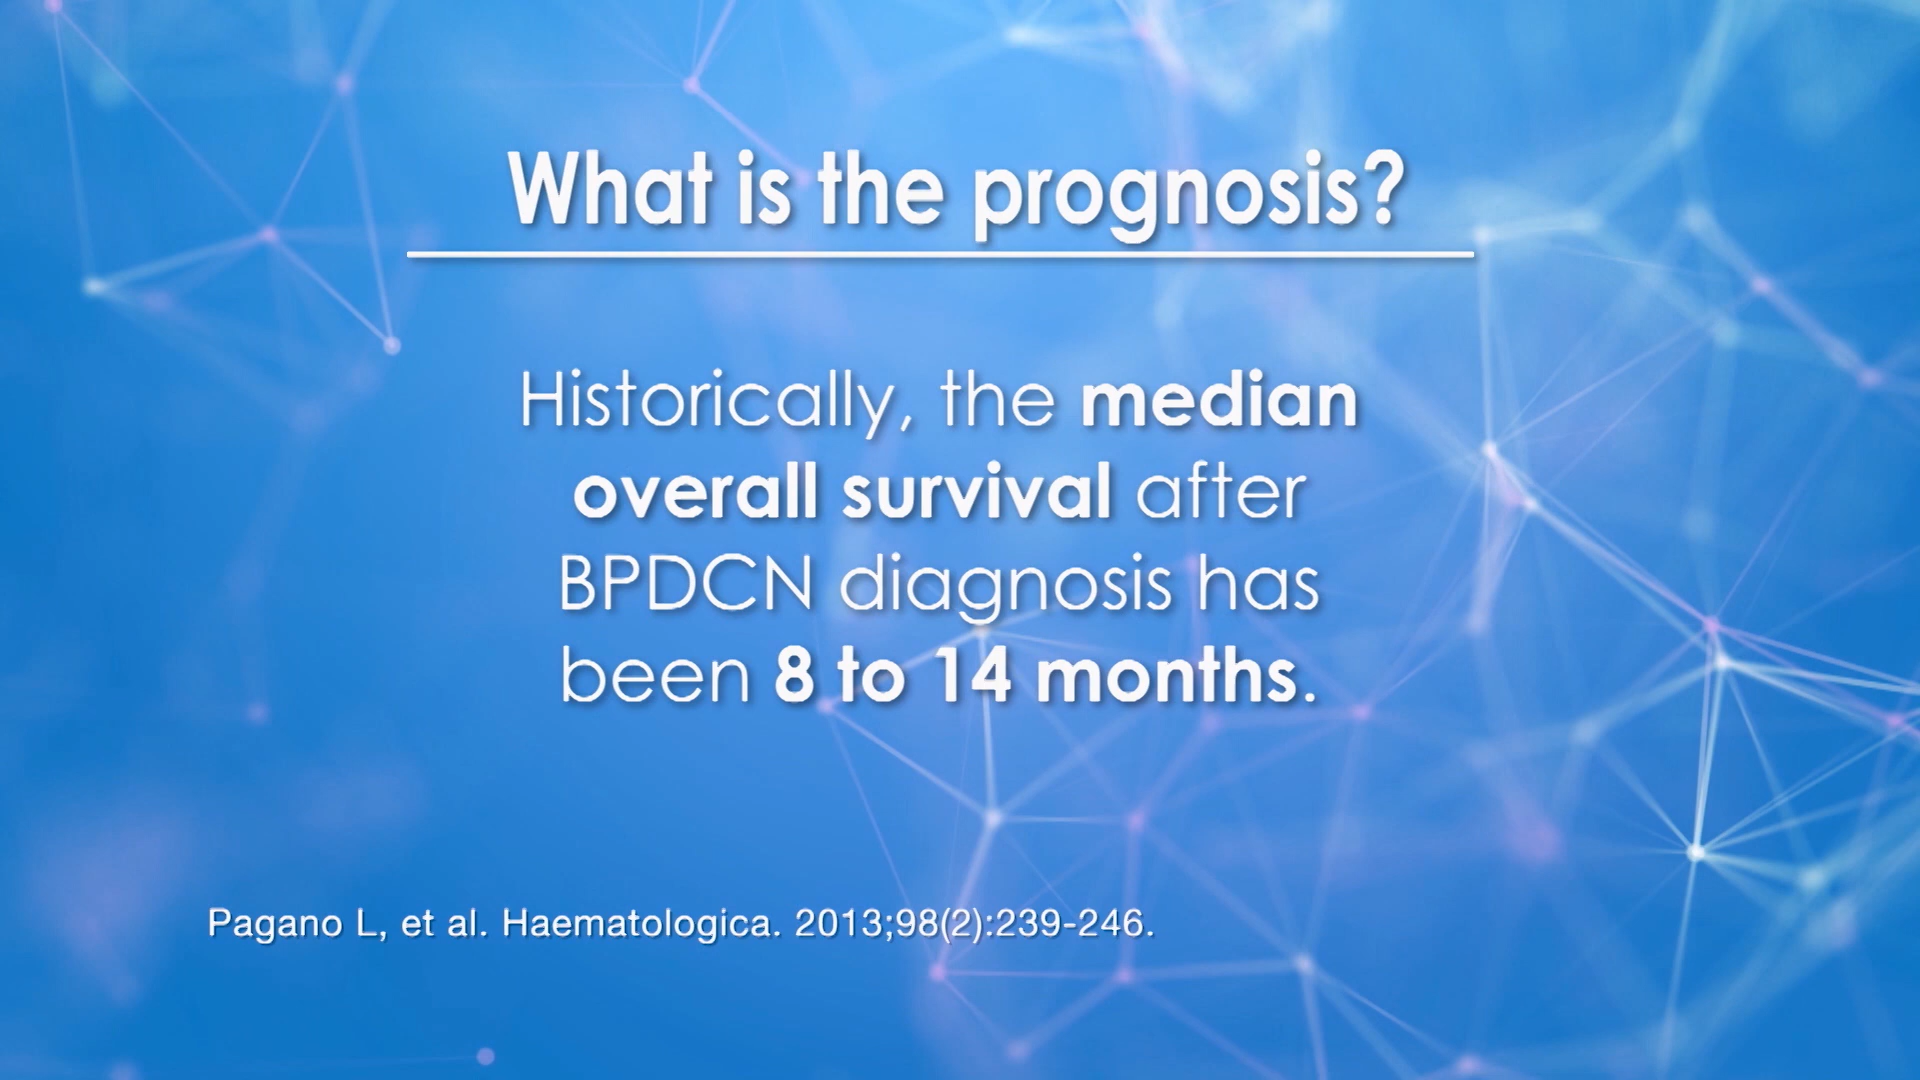 What is the prognosis?
Historically, the median
overall survival after
BPDCN diagnosis has
been 8 to 14 months.
Pagano L, et al. Haematologica. 2013;98(2):239-246.